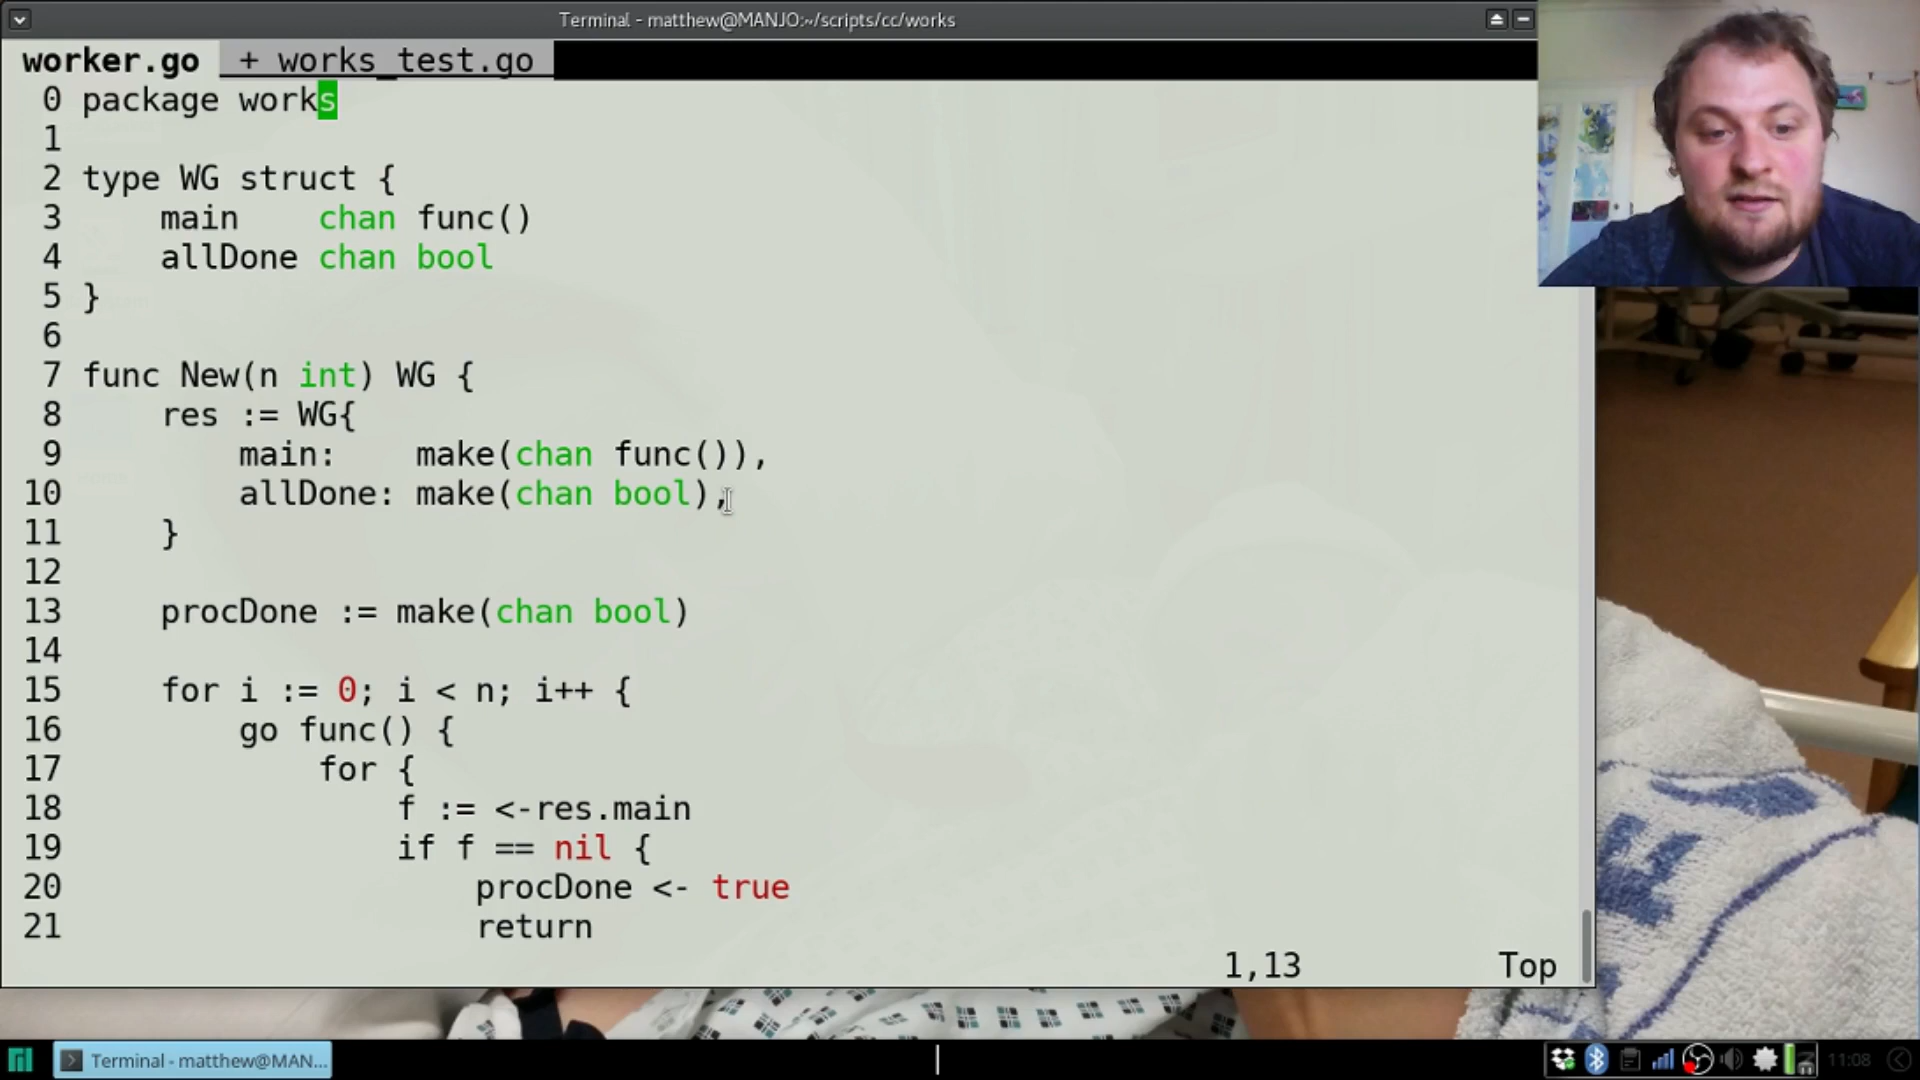 Terminal - matthew@MANJO:~/scripts/cc/works
worker.go + works_test.go
0 package works
1
2 type WG struct {
3 main chan func()
4 allDone chan bool
5 }
6
7 func New(n int) WG {
8 res := WG{
9 main: make(chan func()),
10 allDone: make(chan bool),
11 }
12
13 procDone := make(chan bool)
14
15 for i := 0; i < n; i++ {
16 go func() {
17 for {
18 f := <-res.main
19 if f == nil {
20 procDone <- true
21 return
1,13 Top
Terminal - matthew@MAN...
11:08